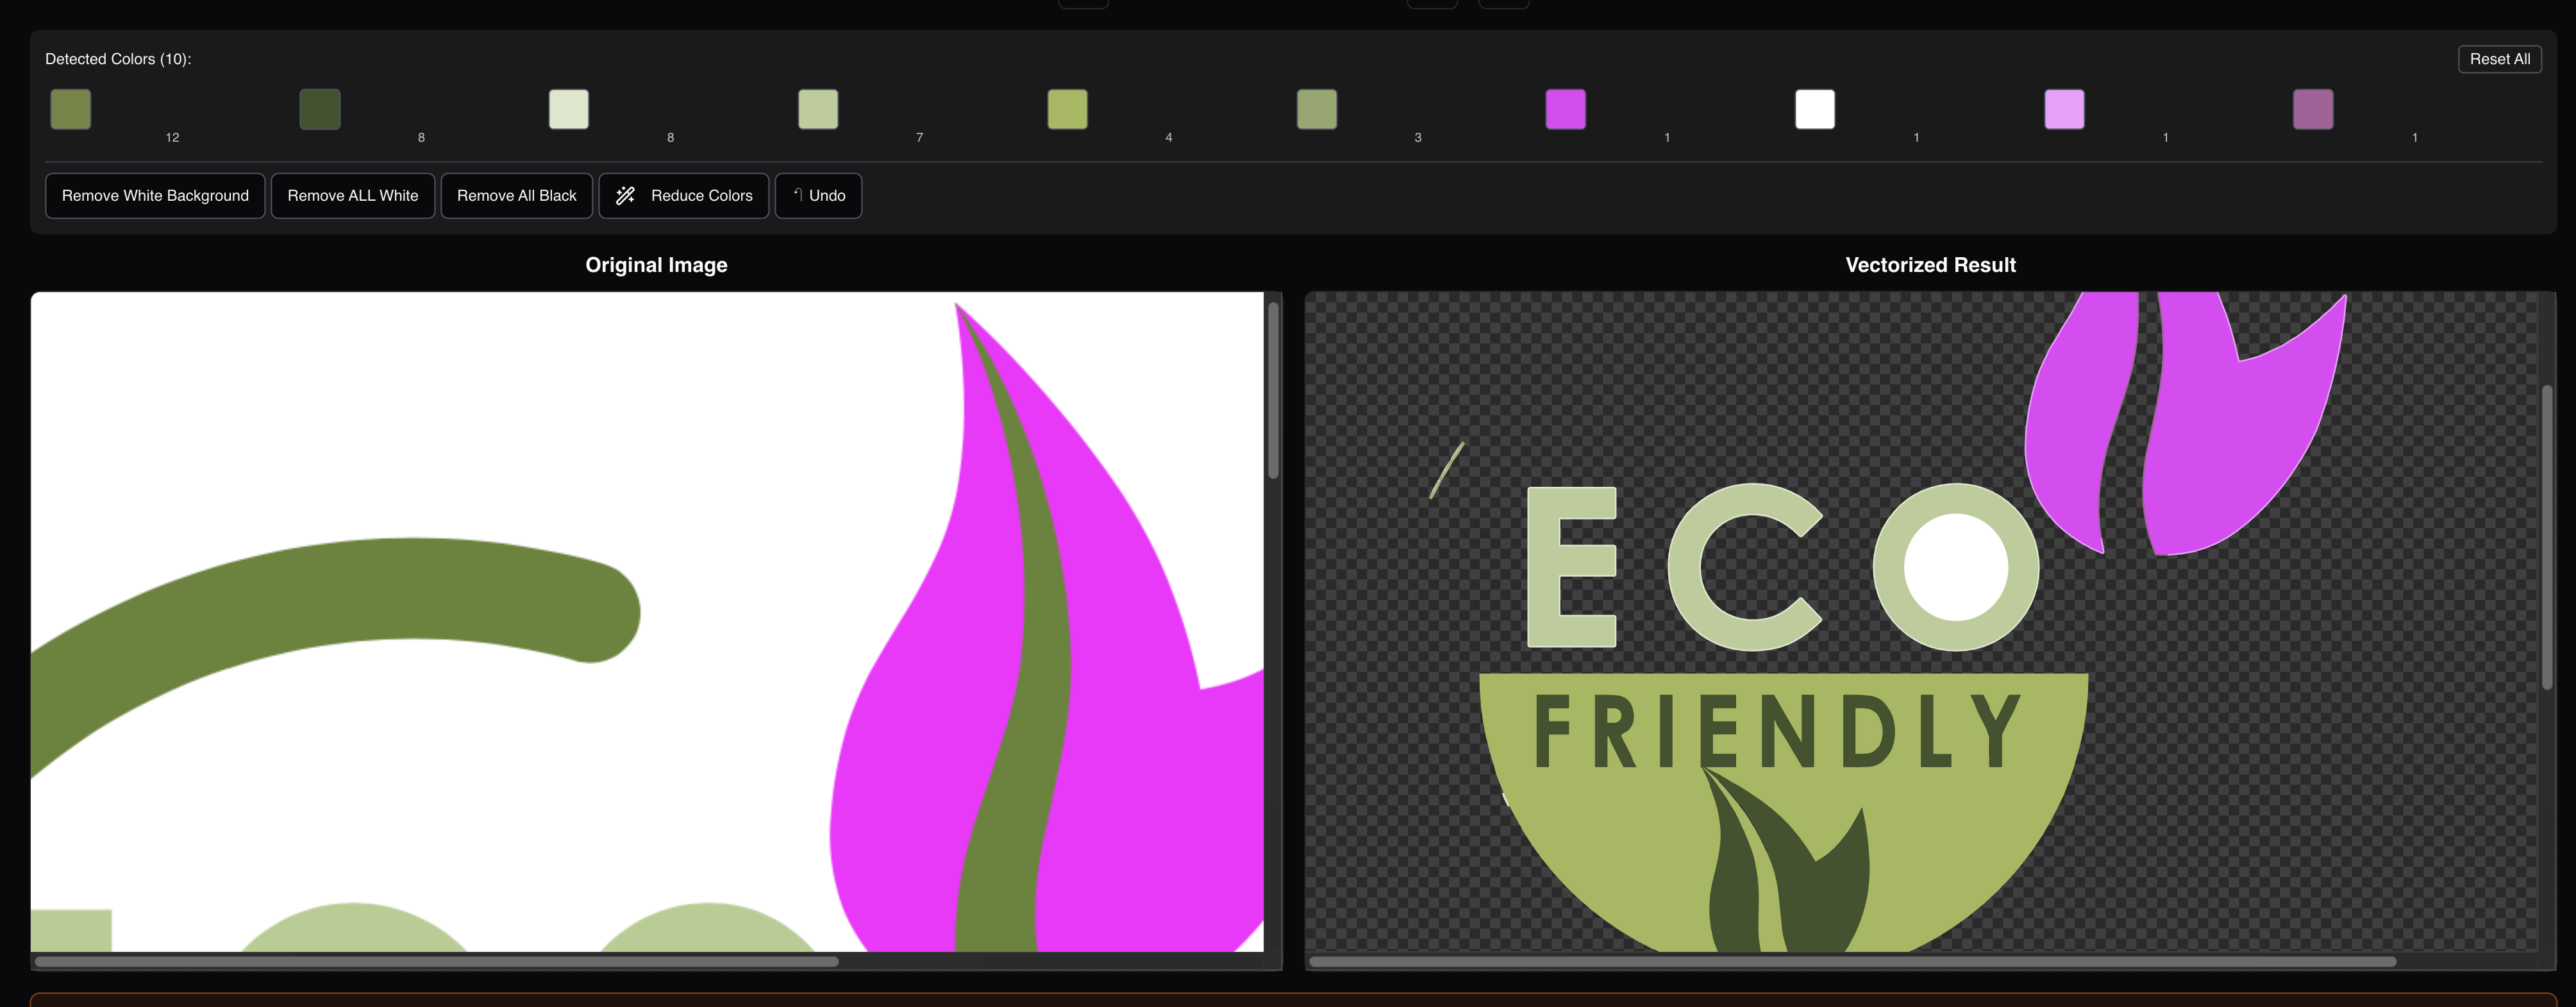 Detected Colors (10):
Reset All
12 8 8 7 4 3 1 1 1 1
Remove White Background Remove ALL White Remove All Black Reduce Colors Undo
Original Image
Vectorized Result
ECO
FRIENDLY